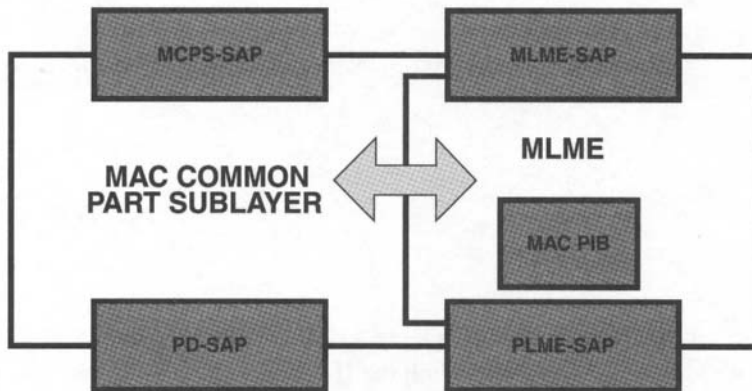 MCPS-SAP
MLME-SAP
MAC COMMON
PART SUBLAYER
MLME
MAC PIB
PD-SAP
PLME-SAP